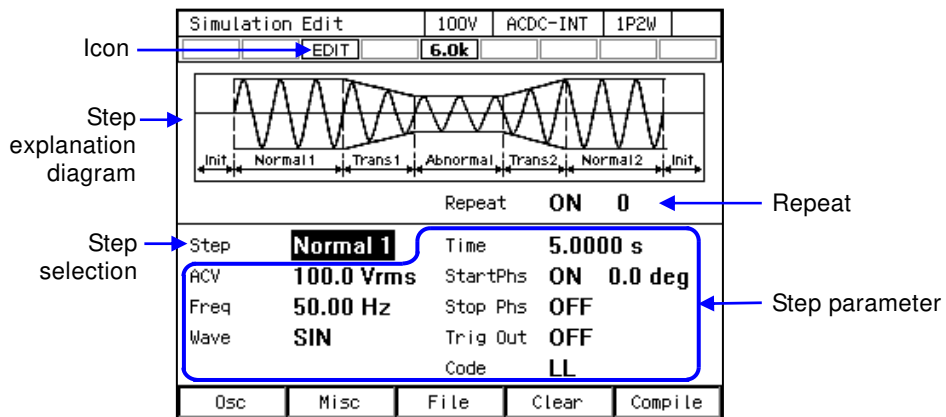 Simulation Edit 100V ACDC-INT 1P2W
Icon EDIT 6.0k
Step explanation diagram
Init Normal1 Trans1 Abnormal Trans2 Normal2 Init
Repeat ON 0 Repeat
Step selection
Step Normal 1 Time 5.0000 s
ACV 100.0 Vrms StartPhs ON 0.0 deg
Freq 50.00 Hz Stop Phs OFF
Step parameter
Wave SIN Trig Out OFF
Code LL
Osc Misc File Clear Compile